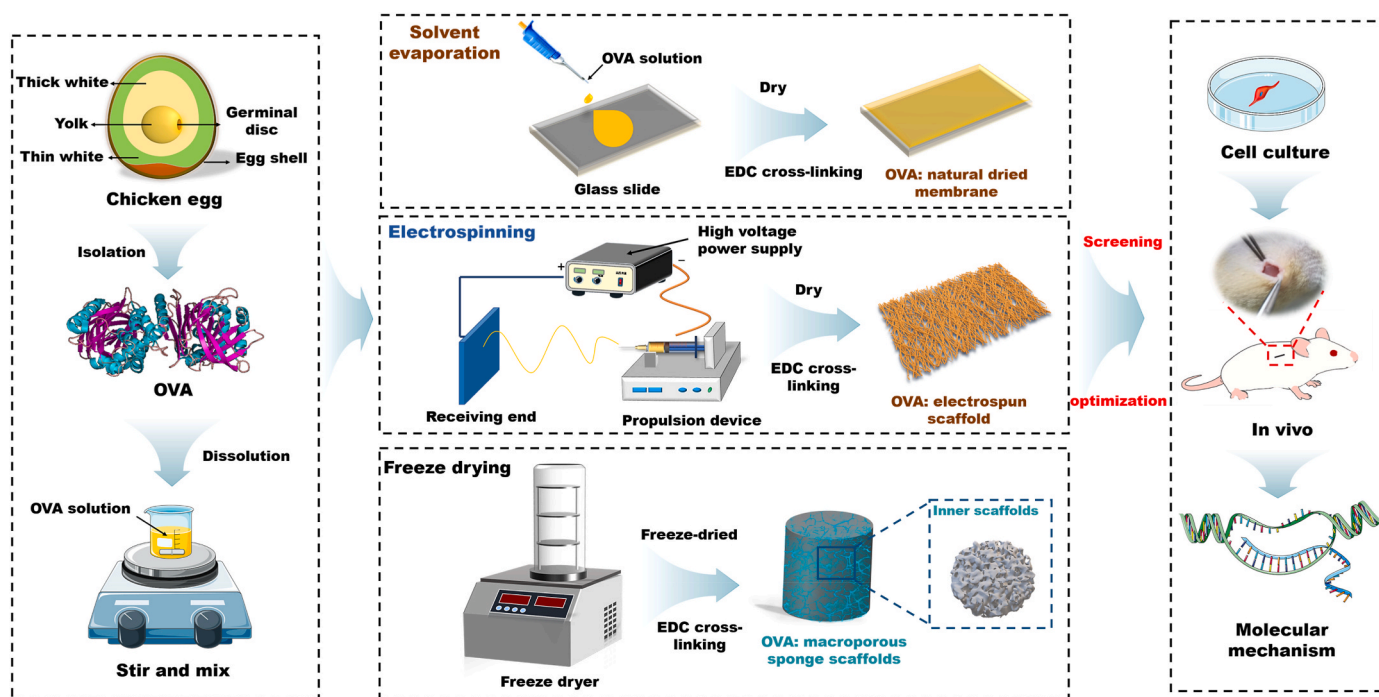 Thick white
Yolk
Thin white
Germinal
disc
Egg shell
Chicken egg
Isolation
OVA
Dissolution
OVA solution
Stir and mix
Solvent
evaporation
OVA solution
Glass slide
Dry
EDC cross-linking
OVA: natural dried
membrane
Electrospinning
High voltage
power supply
+
−
Receiving end
Propulsion device
Dry
EDC cross-
linking
OVA: electrospun
scaffold
Freeze drying
Freeze dryer
Freeze-dried
EDC cross-
linking
OVA: macroporous
sponge scaffolds
Inner scaffolds
Screening
optimization
Cell culture
In vivo
Molecular
mechanism